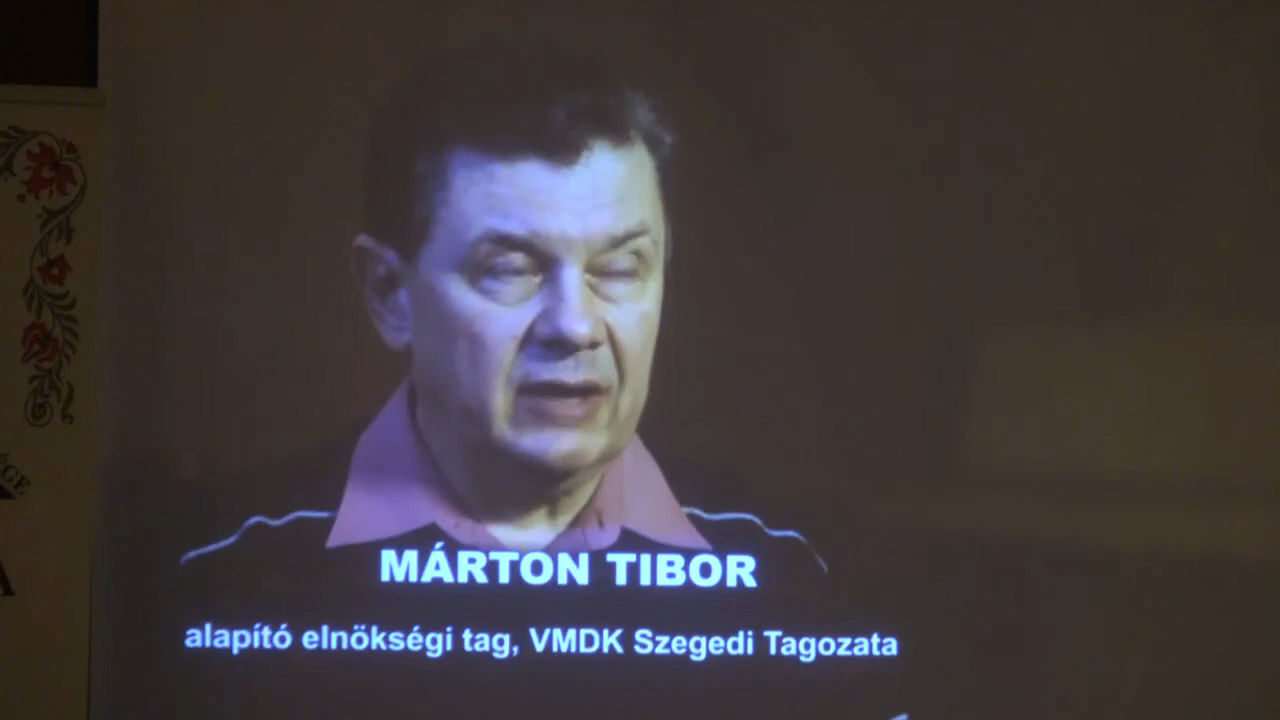 MÁRTON TIBOR
alapító elnökségi tag, VMDK Szegedi Tagozata